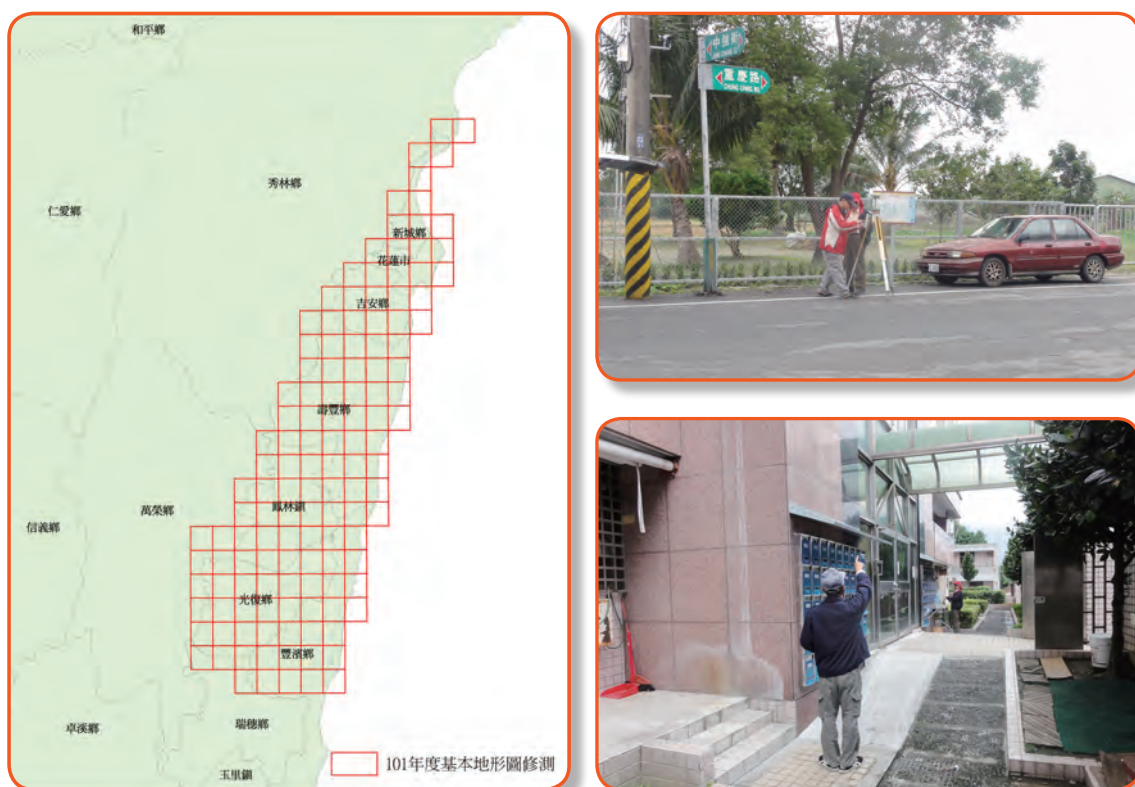 和平鄉
秀林鄉
仁愛鄉
新城鄉
花蓮市
吉安鄉
壽豐鄉
鳳林鎮
萬榮鄉
信義鄉
光復鄉
豐濱鄉
卓溪鄉
瑞穗鄉
玉里鎮
101年度基本地形圖修測
重慶路